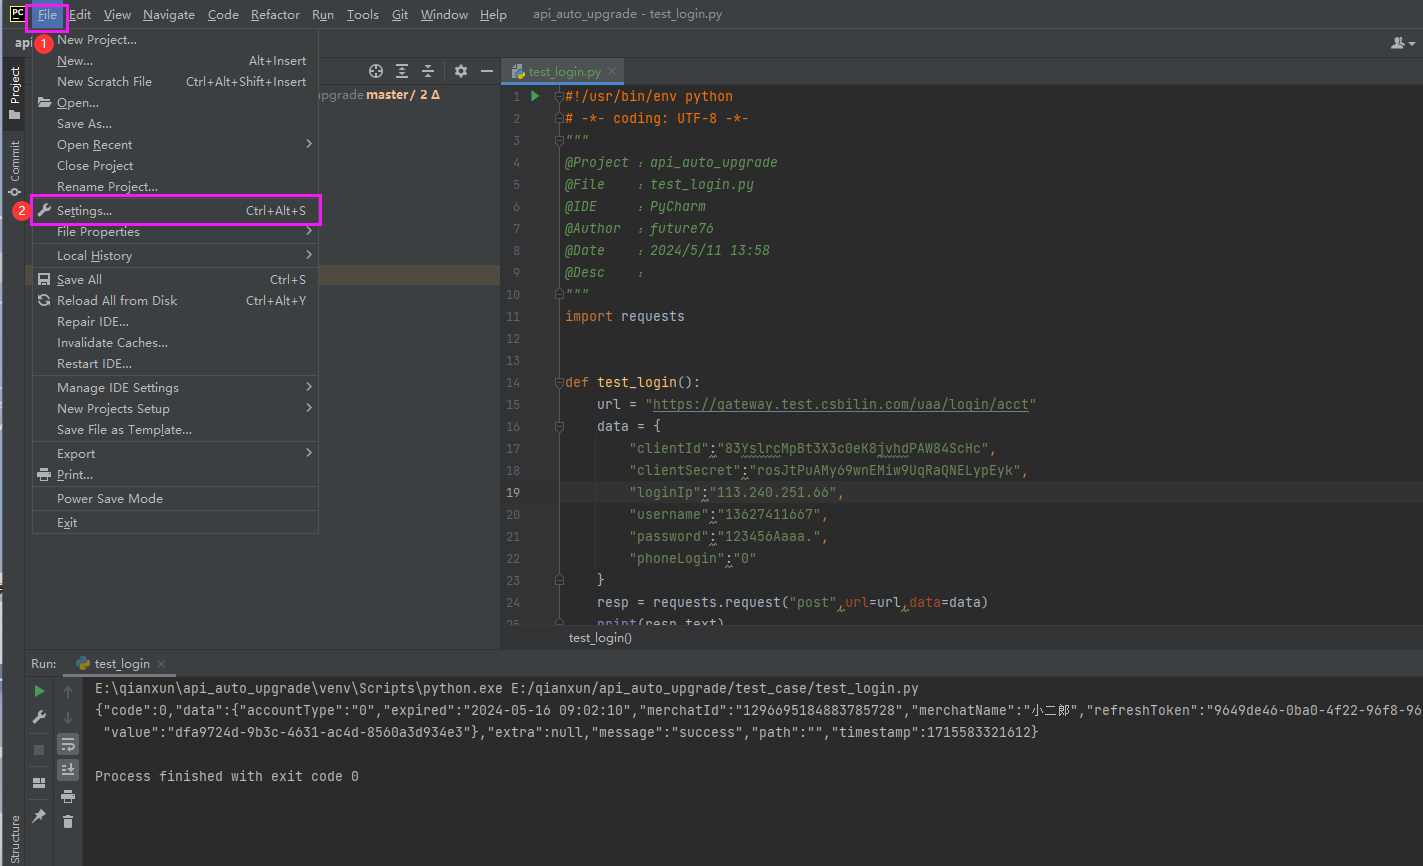 PC File Edit View Navigate Code Refactor Run Tools Git Window Help api_auto_upgrade - test_login.py
api
1
New Project...
New... Alt+Insert
New Scratch File Ctrl+Alt+Shift+Insert
Open...
Save As...
Open Recent
Close Project
Rename Project...
2 Settings... Ctrl+Alt+S
File Properties
Local History
Save All Ctrl+S
Reload All from Disk Ctrl+Alt+Y
Repair IDE...
Invalidate Caches...
Restart IDE...
Manage IDE Settings
New Projects Setup
Save File as Template...
Export
Print...
Power Save Mode
Exit
Project
Commit
Structure
upgrade master / 2 Δ
test_login.py
1 #!/usr/bin/env python
2 # -*- coding: UTF-8 -*-
3 """
4 @Project : api_auto_upgrade
5 @File : test_login.py
6 @IDE : PyCharm
7 @Author : future76
8 @Date : 2024/5/11 13:58
9 @Desc :
10 """
11 import requests
12
13
14 def test_login():
15 url = "https://gateway.test.csbilin.com/uaa/login/acct"
16 data = {
17 "clientId":"83YslrcMpBt3X3c0eK8jvhdPAW84ScHc",
18 "clientSecret":"rosJtPuAMy69wnEMiw9UqRaQNELypEyk",
19 "loginIp":"113.240.251.66",
20 "username":"13627411667",
21 "password":"123456Aaaa.",
22 "phoneLogin":"0"
23 }
24 resp = requests.request("post",url=url,data=data)
25 print(resp.text)
test_login()
Run: test_login
E:\qianxun\api_auto_upgrade\venv\Scripts\python.exe E:/qianxun/api_auto_upgrade/test_case/test_login.py
{"code":0,"data":{"accountType":"0","expired":"2024-05-16 09:02:10","merchatId":"1296695184883785728","merchatName":"小二郎","refreshToken":"9649de46-0ba0-4f22-96f8-96
"value":"dfa9724d-9b3c-4631-ac4d-8560a3d934e3"},"extra":null,"message":"success","path":"","timestamp":1715583321612}
Process finished with exit code 0